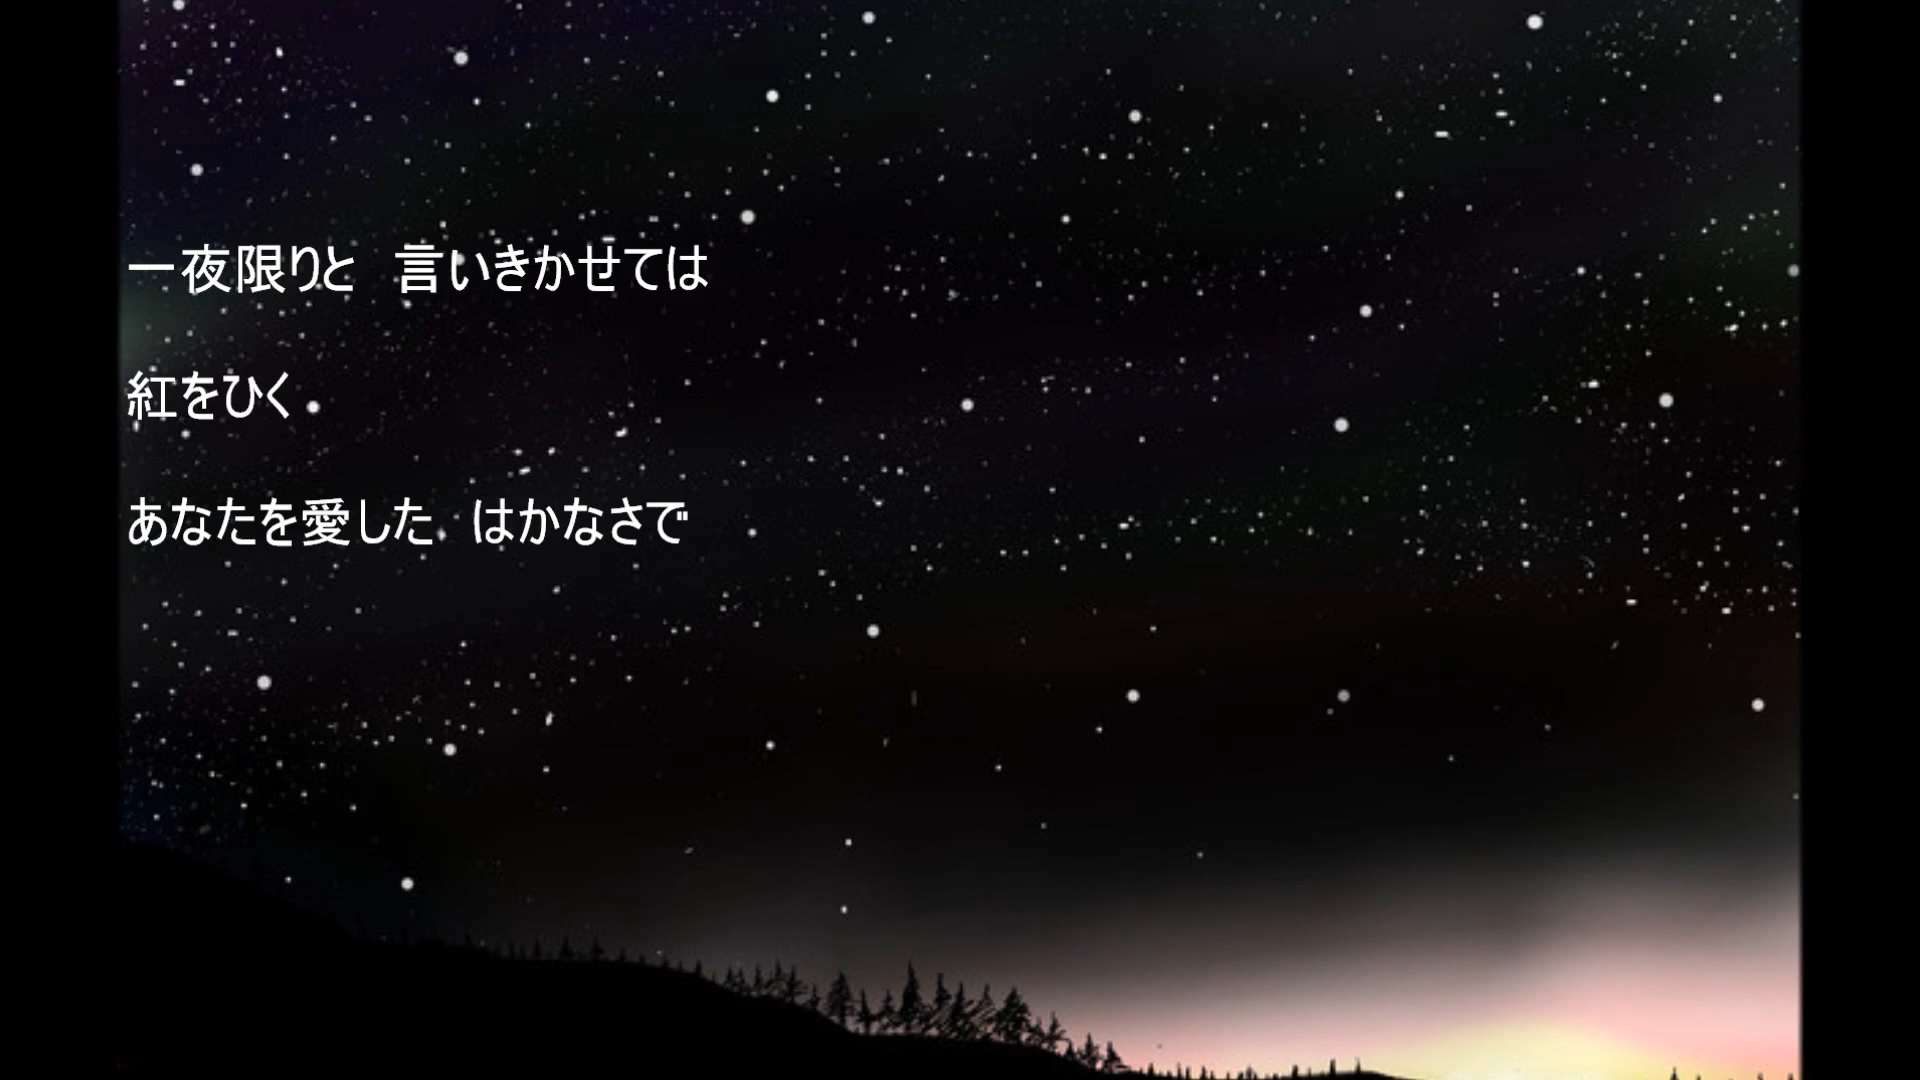 一夜限りと　言いきかせては
紅をひく
あなたを愛した　はかなさで